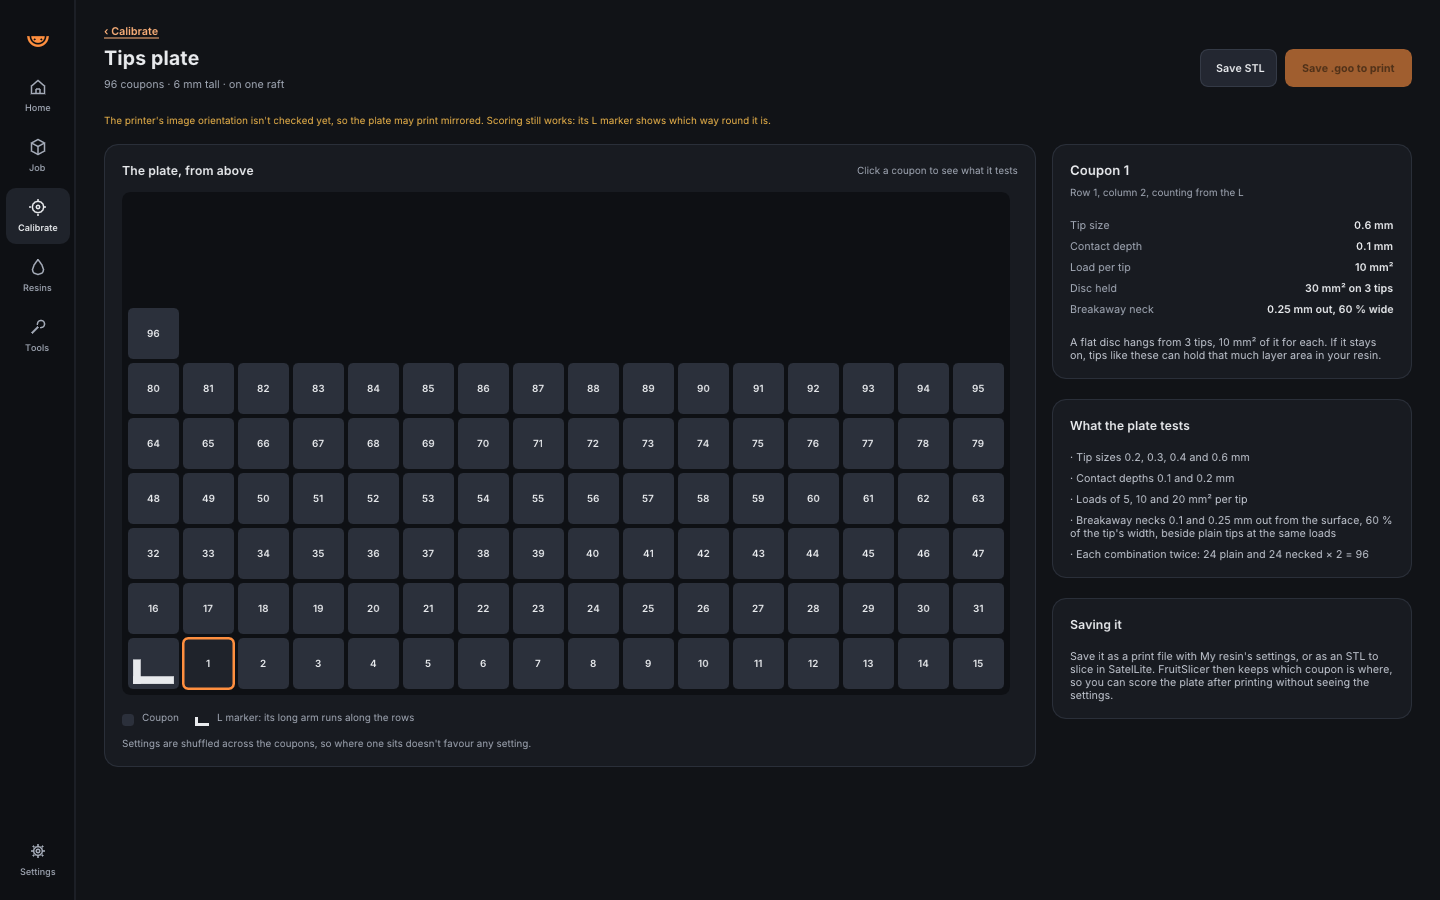 Home
Job
Calibrate
Resins
Tools
Settings
‹ Calibrate
Tips plate
96 coupons · 6 mm tall · on one raft
Save STL
Save .goo to print
The printer's image orientation isn't checked yet, so the plate may print mirrored. Scoring still works: its L marker shows which way round it is.
The plate, from above
Click a coupon to see what it tests
96
80 81 82 83 84 85 86 87 88 89 90 91 92 93 94 95
64 65 66 67 68 69 70 71 72 73 74 75 76 77 78 79
48 49 50 51 52 53 54 55 56 57 58 59 60 61 62 63
32 33 34 35 36 37 38 39 40 41 42 43 44 45 46 47
16 17 18 19 20 21 22 23 24 25 26 27 28 29 30 31
1 2 3 4 5 6 7 8 9 10 11 12 13 14 15
Coupon
L marker: its long arm runs along the rows
Settings are shuffled across the coupons, so where one sits doesn't favour any setting.
Coupon 1
Row 1, column 2, counting from the L
Tip size 0.6 mm
Contact depth 0.1 mm
Load per tip 10 mm²
Disc held 30 mm² on 3 tips
Breakaway neck 0.25 mm out, 60 % wide
A flat disc hangs from 3 tips, 10 mm² of it for each. If it stays
on, tips like these can hold that much layer area in your resin.
What the plate tests
· Tip sizes 0.2, 0.3, 0.4 and 0.6 mm
· Contact depths 0.1 and 0.2 mm
· Loads of 5, 10 and 20 mm² per tip
· Breakaway necks 0.1 and 0.25 mm out from the surface, 60 %
of the tip's width, beside plain tips at the same loads
· Each combination twice: 24 plain and 24 necked × 2 = 96
Saving it
Save it as a print file with My resin's settings, or as an STL to
slice in SatelLite. FruitSlicer then keeps which coupon is where,
so you can score the plate after printing without seeing the
settings.